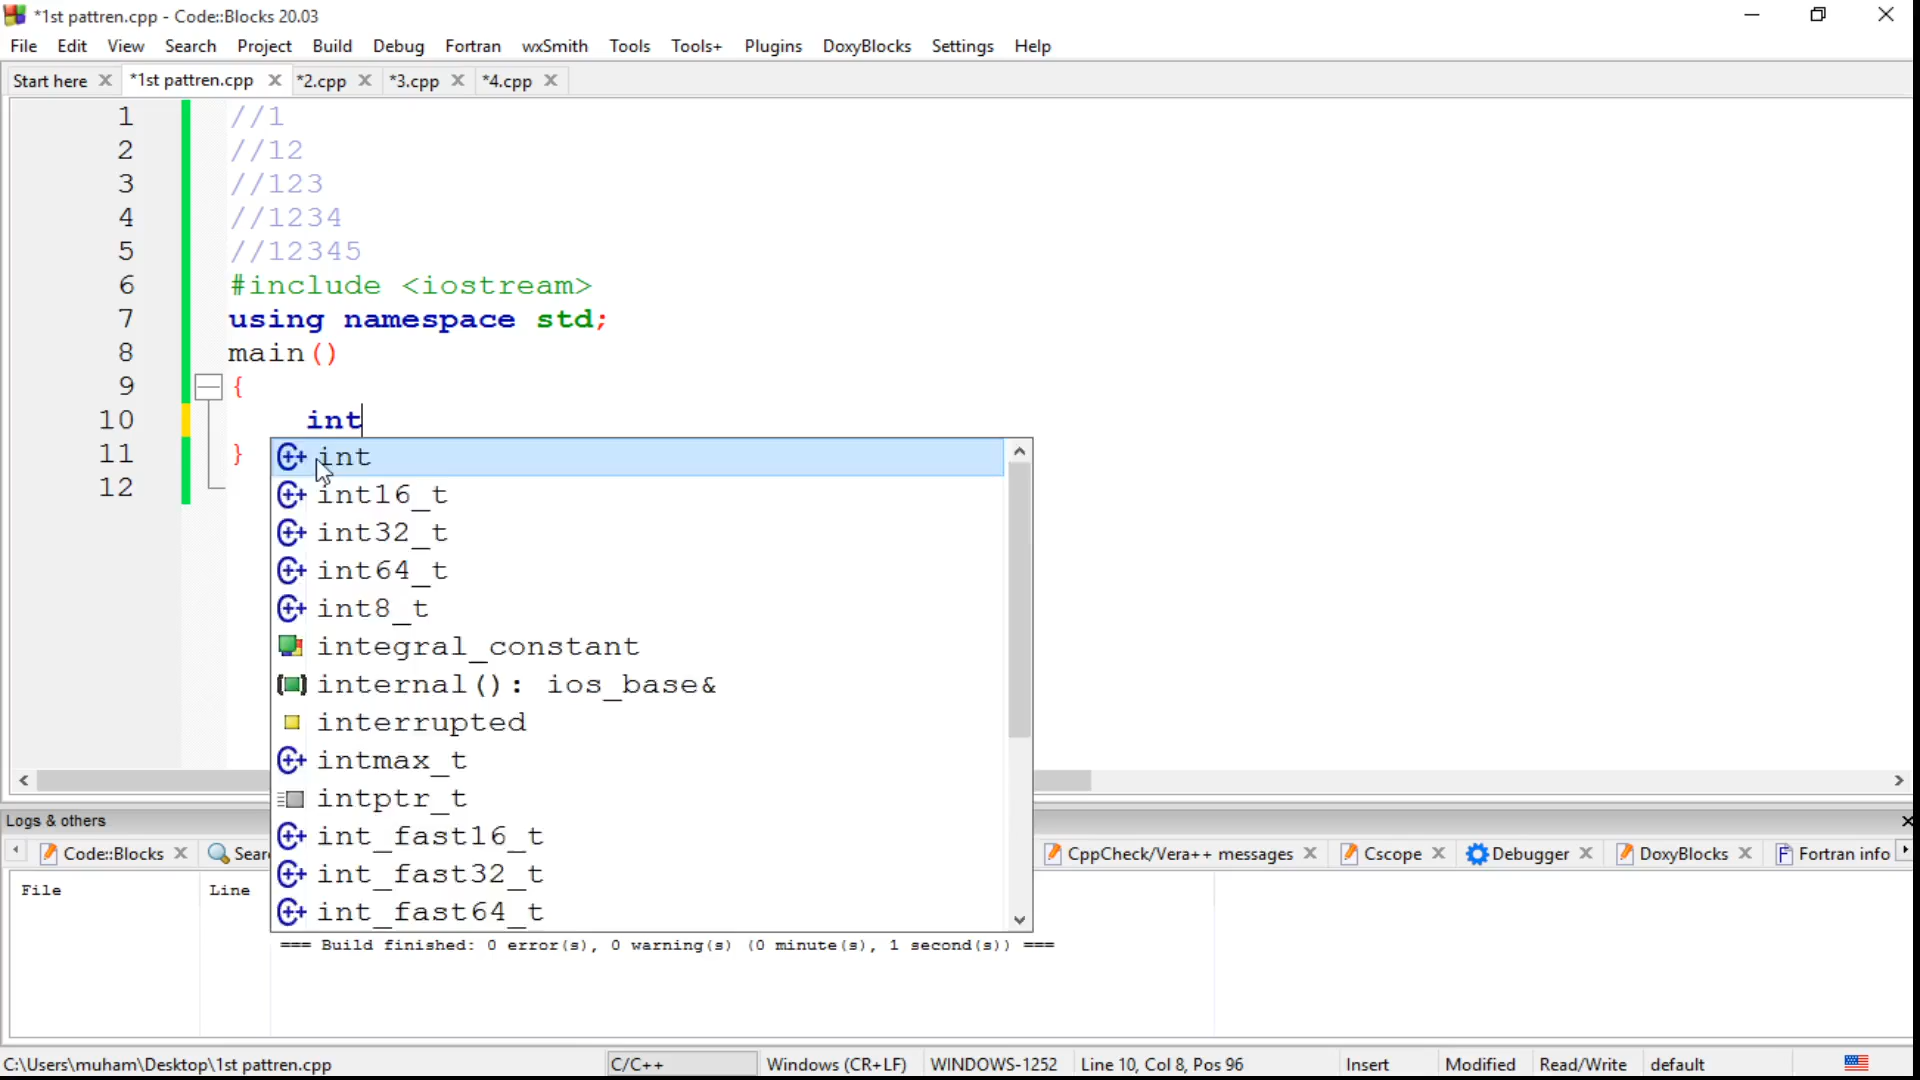 *1st pattren.cpp - Code::Blocks 20.03
File Edit View Search Project Build Debug Fortran wxSmith Tools Tools+ Plugins DoxyBlocks Settings Help
Start here *1st pattren.cpp *2.cpp *3.cpp *4.cpp
1 //1
2 //12
3 //123
4 //1234
5 //12345
6 #include <iostream>
7 using namespace std;
8 main()
9 {
10 int
11 }
12
int
int16_t
int32_t
int64_t
int8_t
integral_constant
internal(): ios_base&
interrupted
intmax_t
intptr_t
int_fast16_t
int_fast32_t
int_fast64_t
Logs & others
Code::Blocks Sear CppCheck/Vera++ messages Cscope Debugger DoxyBlocks Fortran info
File Line
=== Build finished: 0 error(s), 0 warning(s) (0 minute(s), 1 second(s)) ===
C:\Users\muham\Desktop\1st pattren.cpp C/C++ Windows (CR+LF) WINDOWS-1252 Line 10, Col 8, Pos 96 Insert Modified Read/Write default